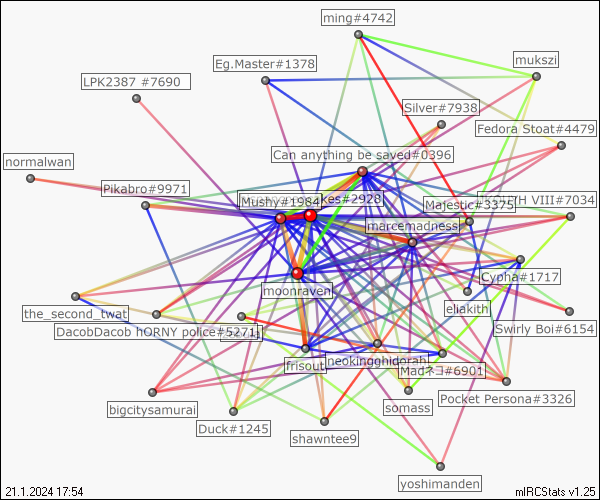 ming#4742
mukszi
Eg.Master#1378
LPK2387 #7690
Silver#7938
Fedora Stoat#4479
Can anything be saved#0396
normalwan
Pikabro#9971
Mushy#1984
kes#2928
Majestic#3375
TH VIII#7034
marcemadness
Cypha#1717
moonraven
eliakith
the_second_twat
Swirly Boi#6154
DacobDacob hORNY police#5271
frisout
neokingghidorah
Madネコ#6901
Pocket Persona#3326
bigcitysamurai
somass
Duck#1245
shawntee9
yoshimanden
21.1.2024 17:54
mIRCStats v1.25